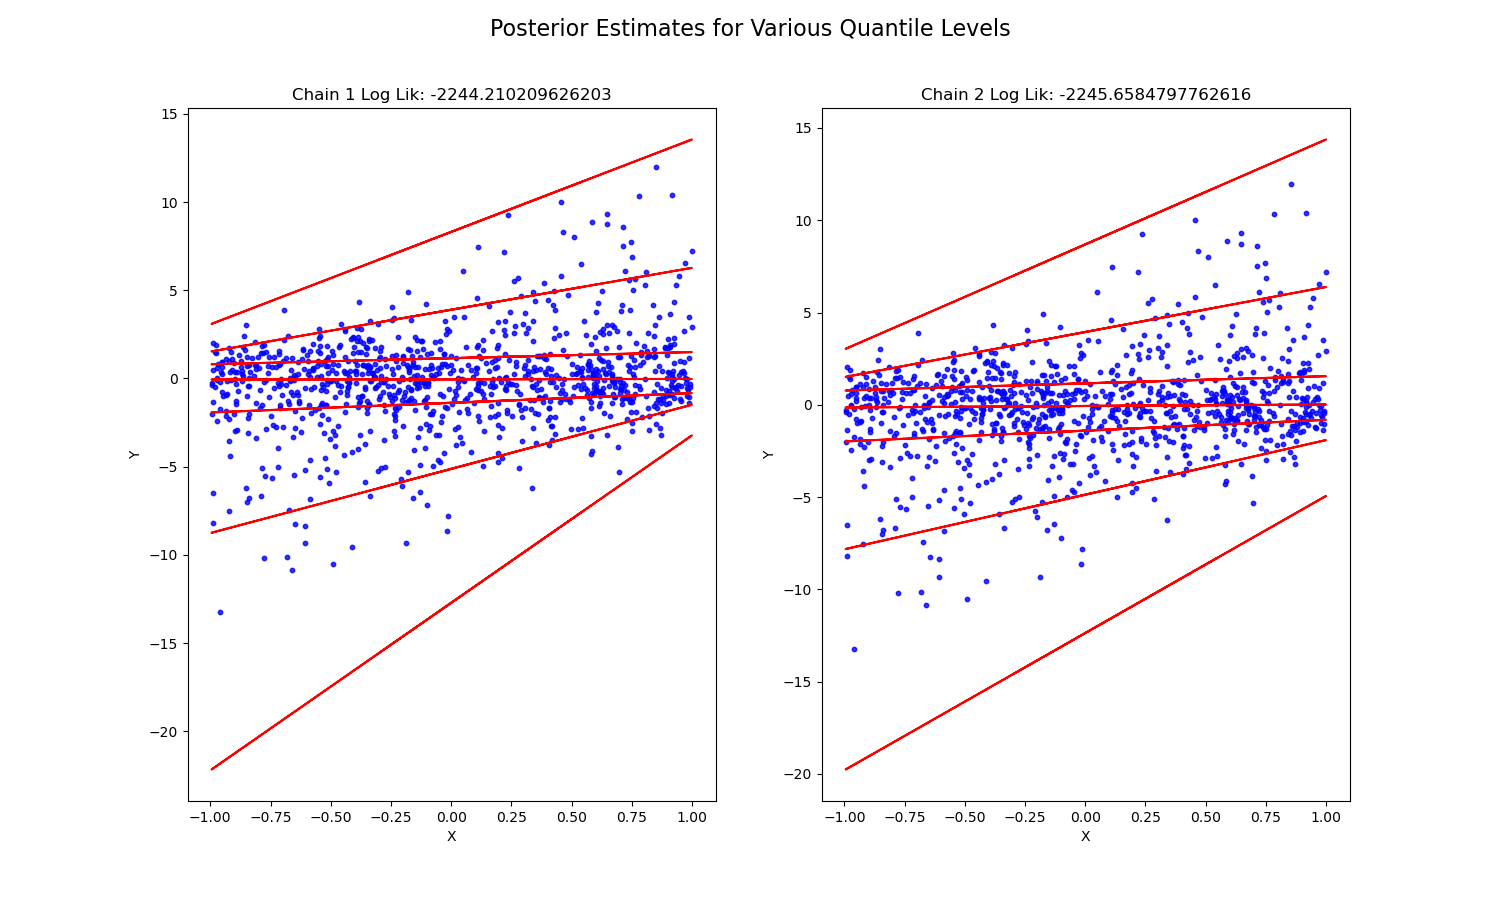 Posterior Estimates for Various Quantile Levels
Chain 1 Log Lik: -2244.210209626203
15
10
5
0
−5
−10
−15
−20
Y
−1.00 −0.75 −0.50 −0.25 0.00 0.25 0.50 0.75 1.00
X
Chain 2 Log Lik: -2245.6584797762616
15
10
5
0
−5
−10
−15
−20
Y
−1.00 −0.75 −0.50 −0.25 0.00 0.25 0.50 0.75 1.00
X